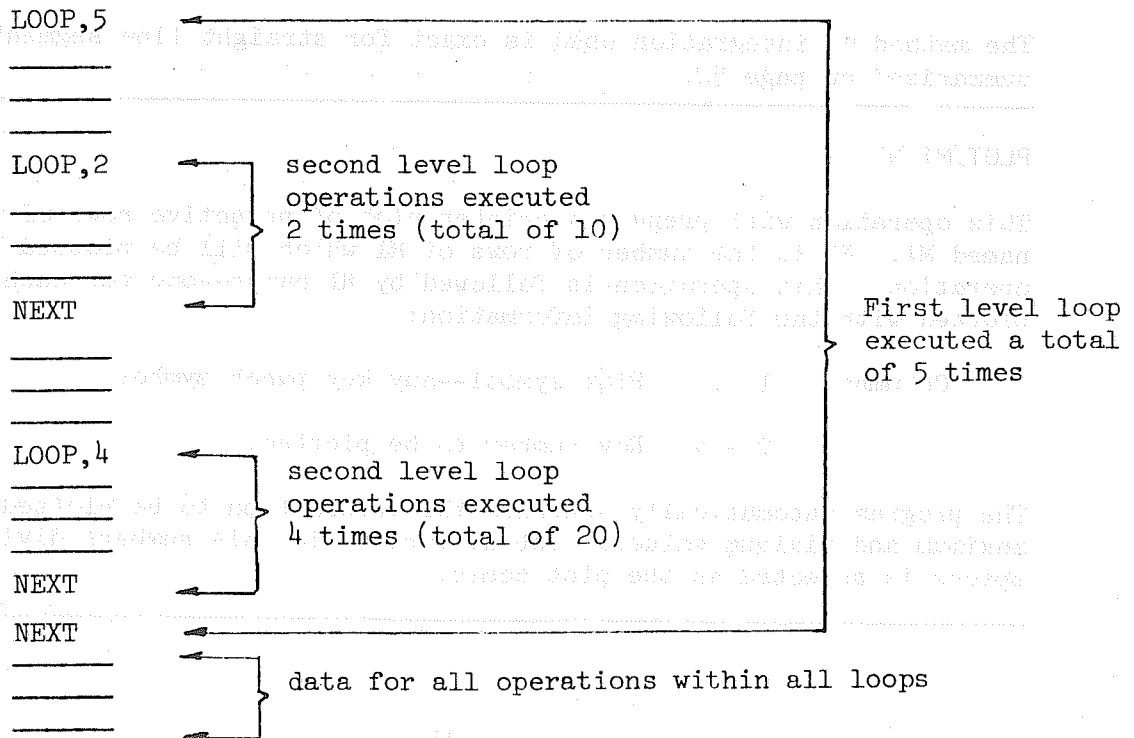 LOOP,5
LOOP,2
second level loop
operations executed
2 times (total of 10)
NEXT
First level loop
executed a total
of 5 times
LOOP,4
second level loop
operations executed
4 times (total of 20)
NEXT
NEXT
data for all operations within all loops